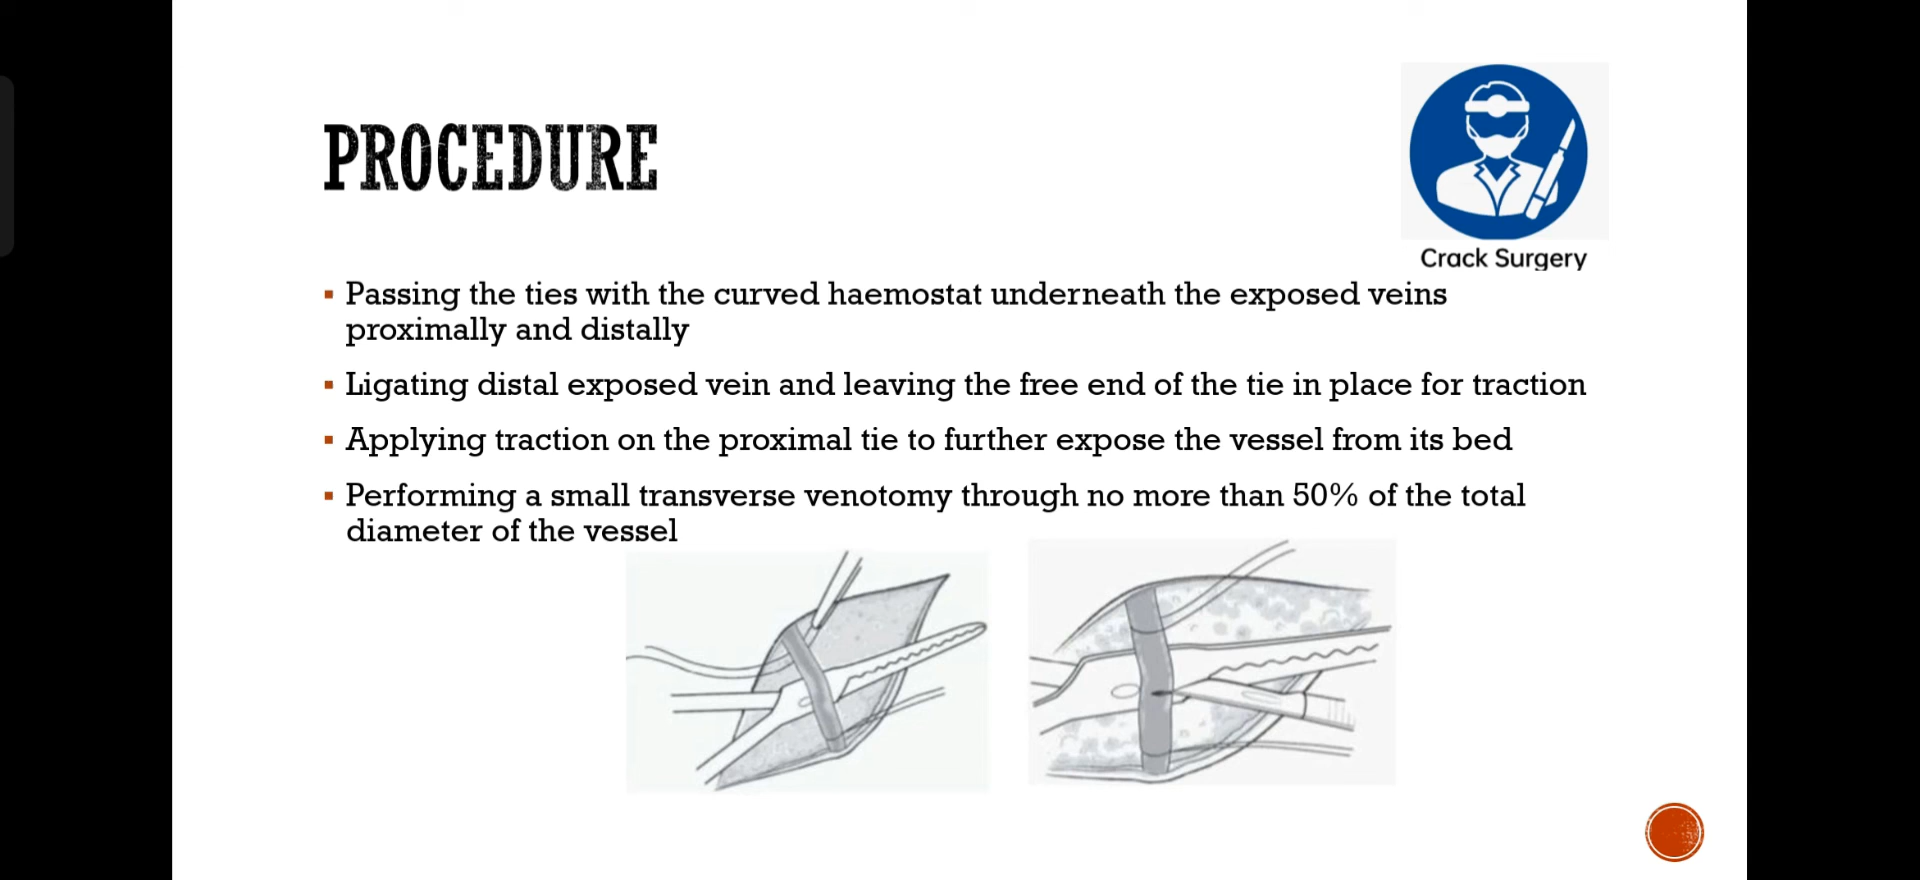 PROCEDURE
Crack Surgery
▪ Passing the ties with the curved haemostat underneath the exposed veins
proximally and distally
▪ Ligating distal exposed vein and leaving the free end of the tie in place for traction
▪ Applying traction on the proximal tie to further expose the vessel from its bed
▪ Performing a small transverse venotomy through no more than 50% of the total
diameter of the vessel